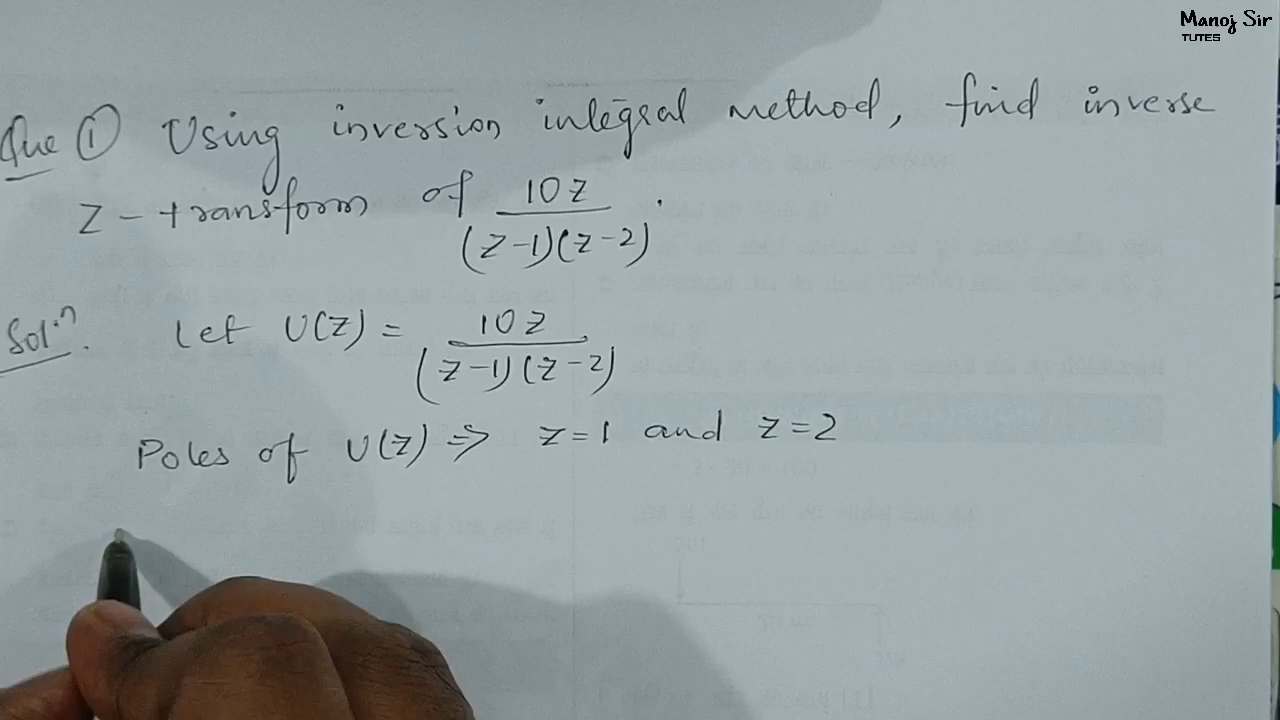 Manoj Sir
TUTES
Que ① Using inversion integral method, find inverse
Z-transform of 10Z / (Z-1)(Z-2) .
Sol.ⁿ. Let U(Z) = 10Z / (Z-1)(Z-2)
Poles of U(Z) => Z=1 and Z=2